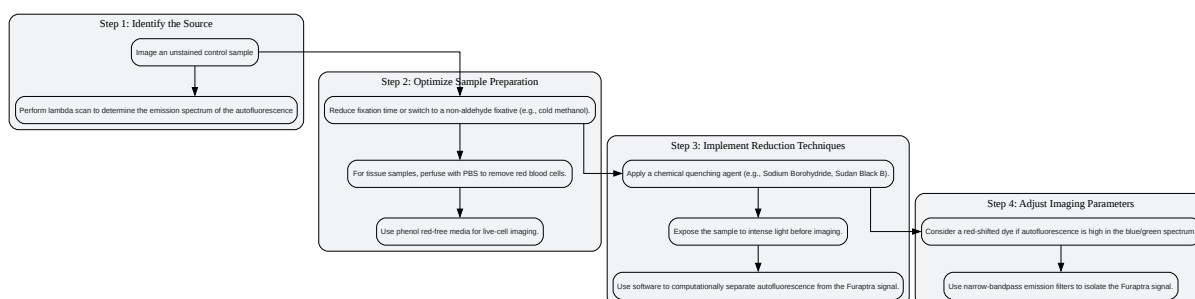 Step 1: Identify the Source
Image an unstained control sample
Perform lambda scan to determine the emission spectrum of the autofluorescence
Step 2: Optimize Sample Preparation
Reduce fixation time or switch to a non-aldehyde fixative (e.g., cold methanol).
For tissue samples, perfuse with PBS to remove red blood cells.
Use phenol red-free media for live-cell imaging.
Step 3: Implement Reduction Techniques
Apply a chemical quenching agent (e.g., Sodium Borohydride, Sudan Black B).
Expose the sample to intense light before imaging.
Use software to computationally separate autofluorescence from the Furaptra signal.
Step 4: Adjust Imaging Parameters
Consider a red-shifted dye if autofluorescence is high in the blue/green spectrum
Use narrow-bandpass emission filters to isolate the Furaptra signal.